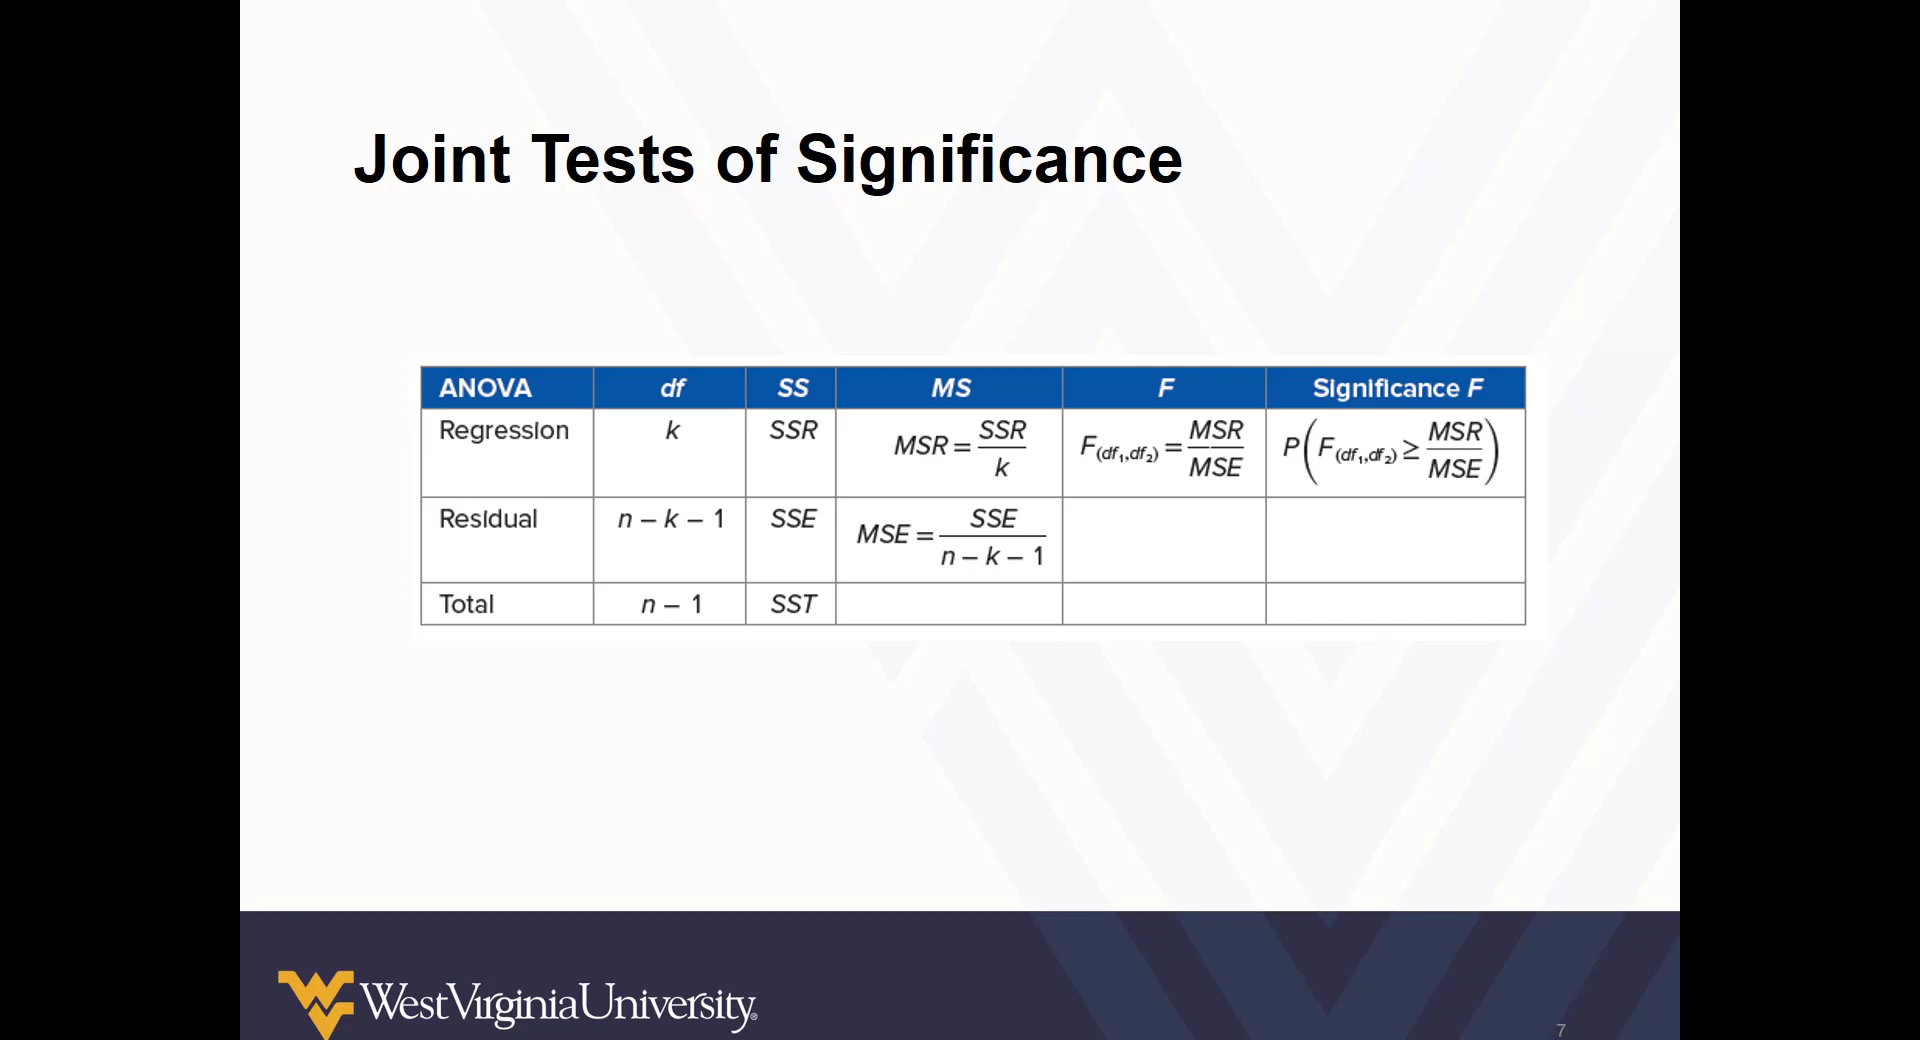 Joint Tests of Significance
ANOVA df SS MS F Significance F
Regression k SSR MSR = SSR/k F(df₁,df₂) = MSR/MSE P(F(df₁,df₂) ≥ MSR/MSE)
Residual n – k – 1 SSE MSE = SSE/(n – k – 1)
Total n – 1 SST
WestVirginiaUniversity®
7